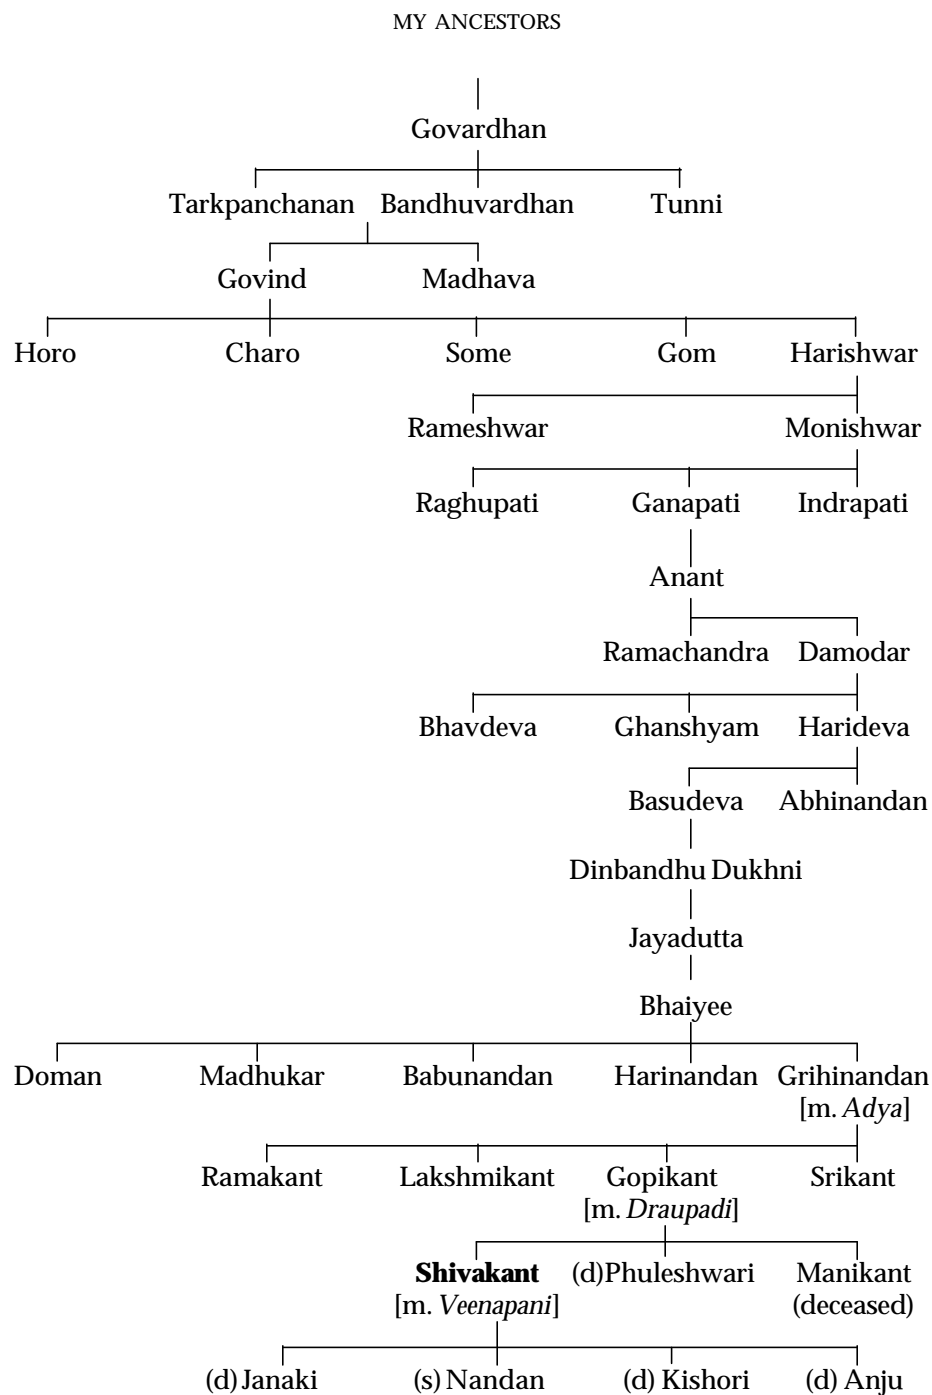 MY ANCESTORS
Govardhan
Tarkpanchanan Bandhuvardhan Tunni
Govind Madhava
Horo Charo Some Gom Harishwar
Rameshwar Monishwar
Raghupati Ganapati Indrapati
Anant
Ramachandra Damodar
Bhavdeva Ghanshyam Harideva
Basudeva Abhinandan
Dinbandhu Dukhni
Jayadutta
Bhaiyee
Doman Madhukar Babunandan Harinandan Grihinandan
[m. Adya]
Ramakant Lakshmikant Gopikant Srikant
[m. Draupadi]
Shivakant (d)Phuleshwari Manikant
[m. Veenapani] (deceased)
(d) Janaki (s) Nandan (d) Kishori (d) Anju